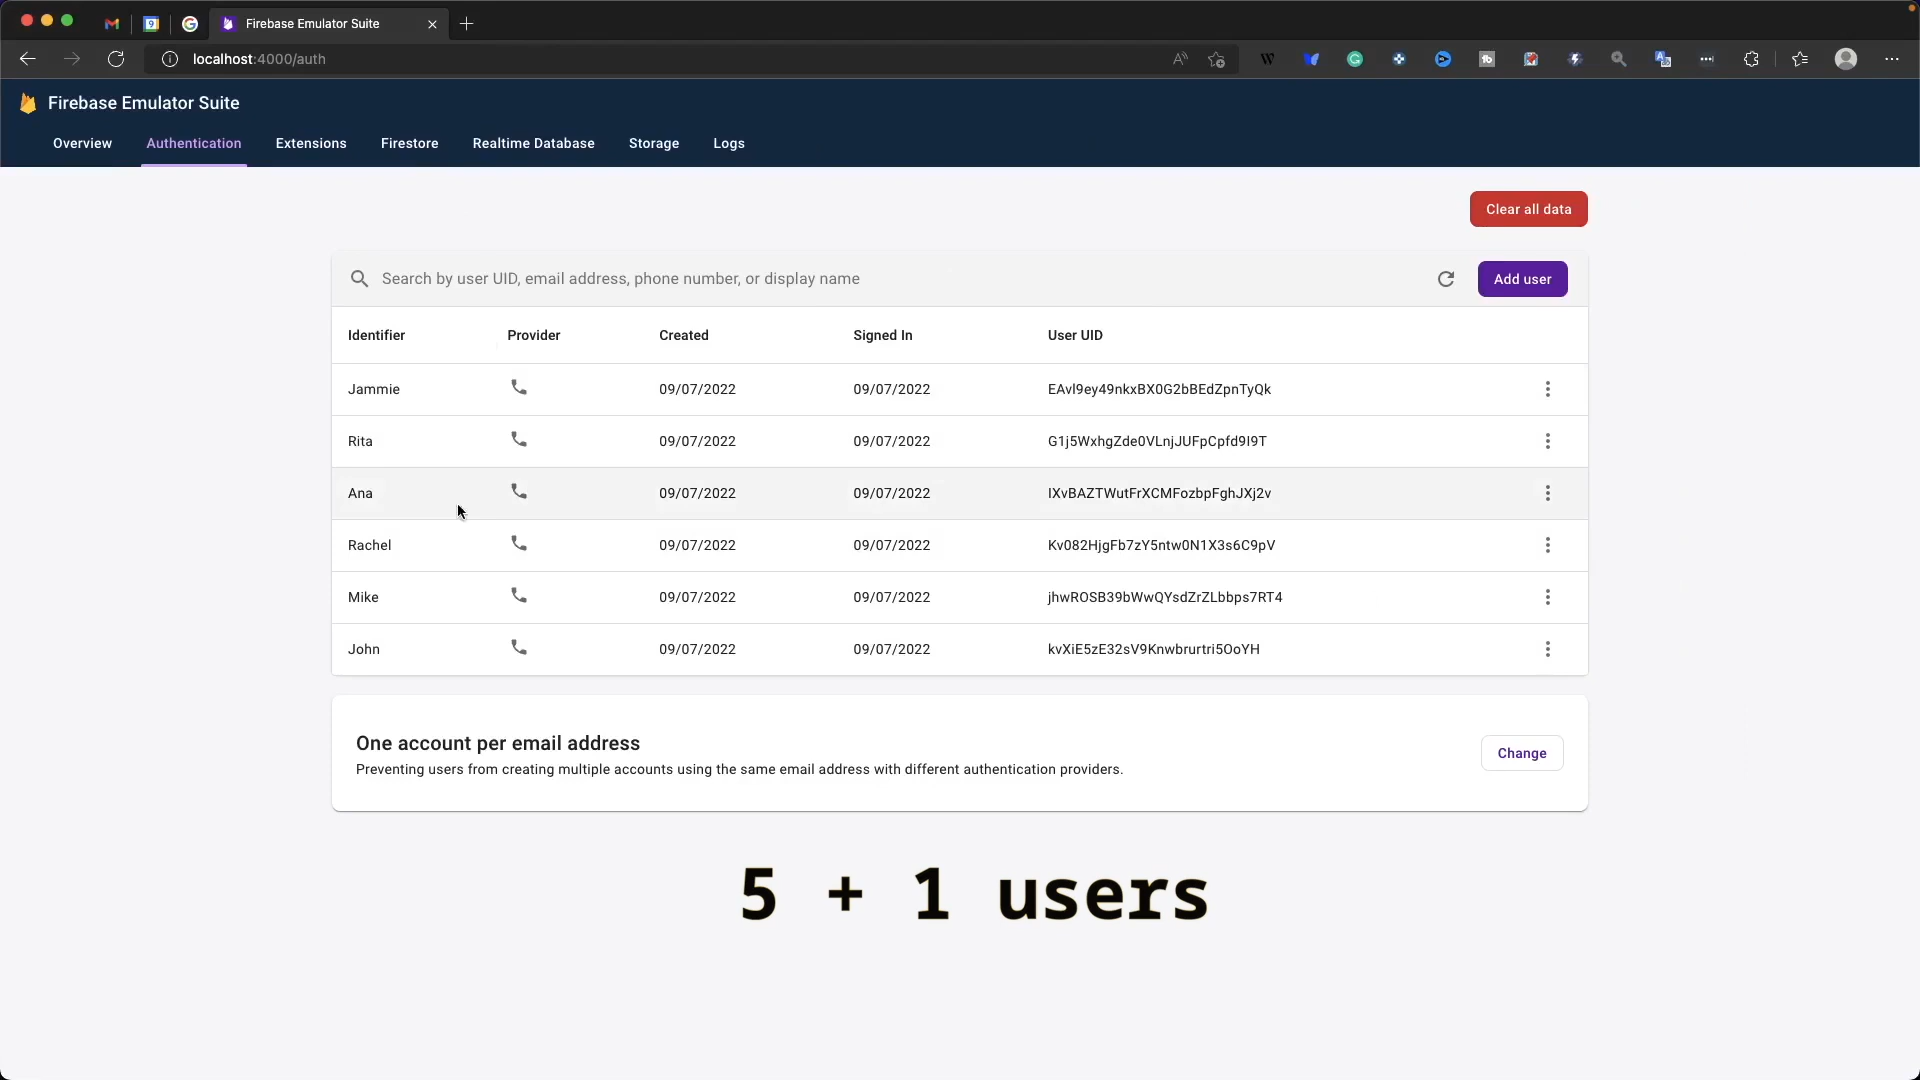 Firebase Emulator Suite
localhost:4000/auth
Firebase Emulator Suite
Overview Authentication Extensions Firestore Realtime Database Storage Logs
Clear all data
Search by user UID, email address, phone number, or display name
Add user
Identifier Provider Created Signed In User UID
Jammie 09/07/2022 09/07/2022 EAvl9ey49nkxBX0G2bBEdZpnTyQk
Rita 09/07/2022 09/07/2022 G1j5WxhgZde0VLnjJUFpCpfd9I9T
Ana 09/07/2022 09/07/2022 IXvBAZTWutFrXCMFozbpFghJXj2v
Rachel 09/07/2022 09/07/2022 Kv082HjgFb7zY5ntw0N1X3s6C9pV
Mike 09/07/2022 09/07/2022 jhwROSB39bWwQYsdZrZLbbps7RT4
John 09/07/2022 09/07/2022 kvXiE5zE32sV9Knwbrurtri5OoYH
One account per email address
Preventing users from creating multiple accounts using the same email address with different authentication providers.
Change
5 + 1 users